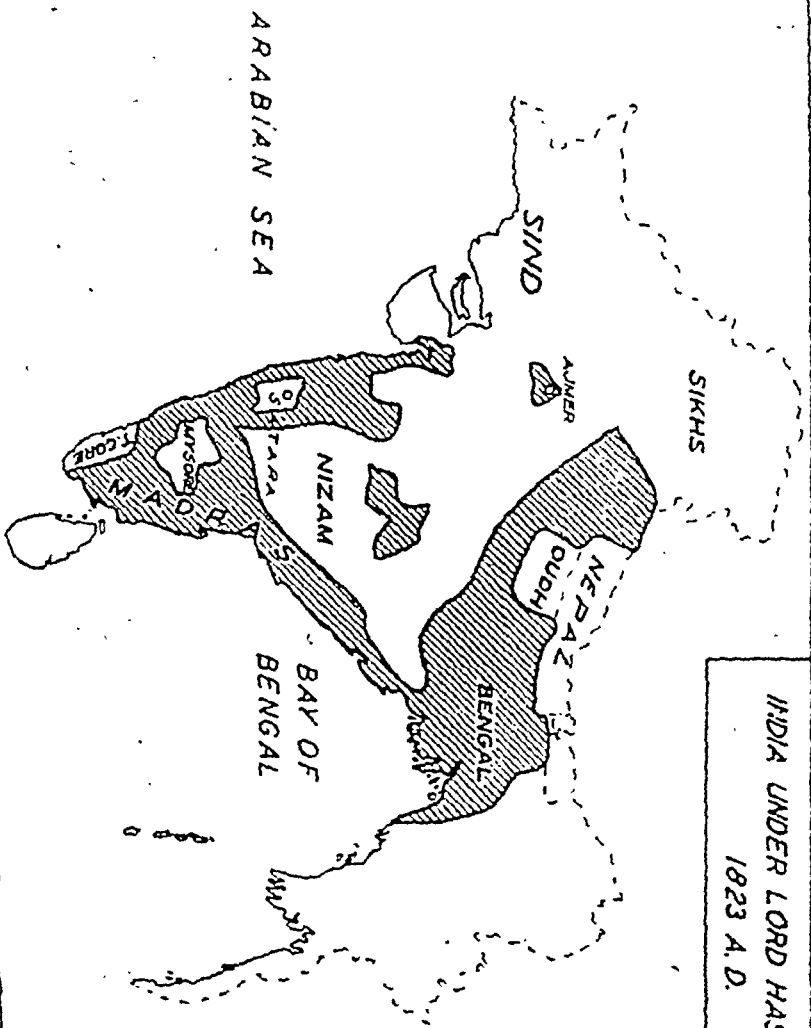 INDIA UNDER LORD HAS
1823 A.D.
SIKHS
SIND
AJMER
NEPAL
OUDH
BENGAL
NIZAM
ARABIAN SEA
BAY OF
BENGAL
MYSORE
MADRAS
T.CORE